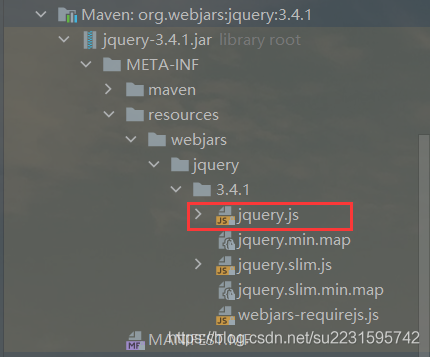 Maven: org.webjars:jquery:3.4.1
jquery-3.4.1.jar library root
META-INF
maven
resources
webjars
jquery
3.4.1
JS jquery.js
jquery.min.map
JS jquery.slim.js
jquery.slim.min.map
JS webjars-requirejs.js
MF MANIFEST.MF
https://blog.csdn.net/su2231595742